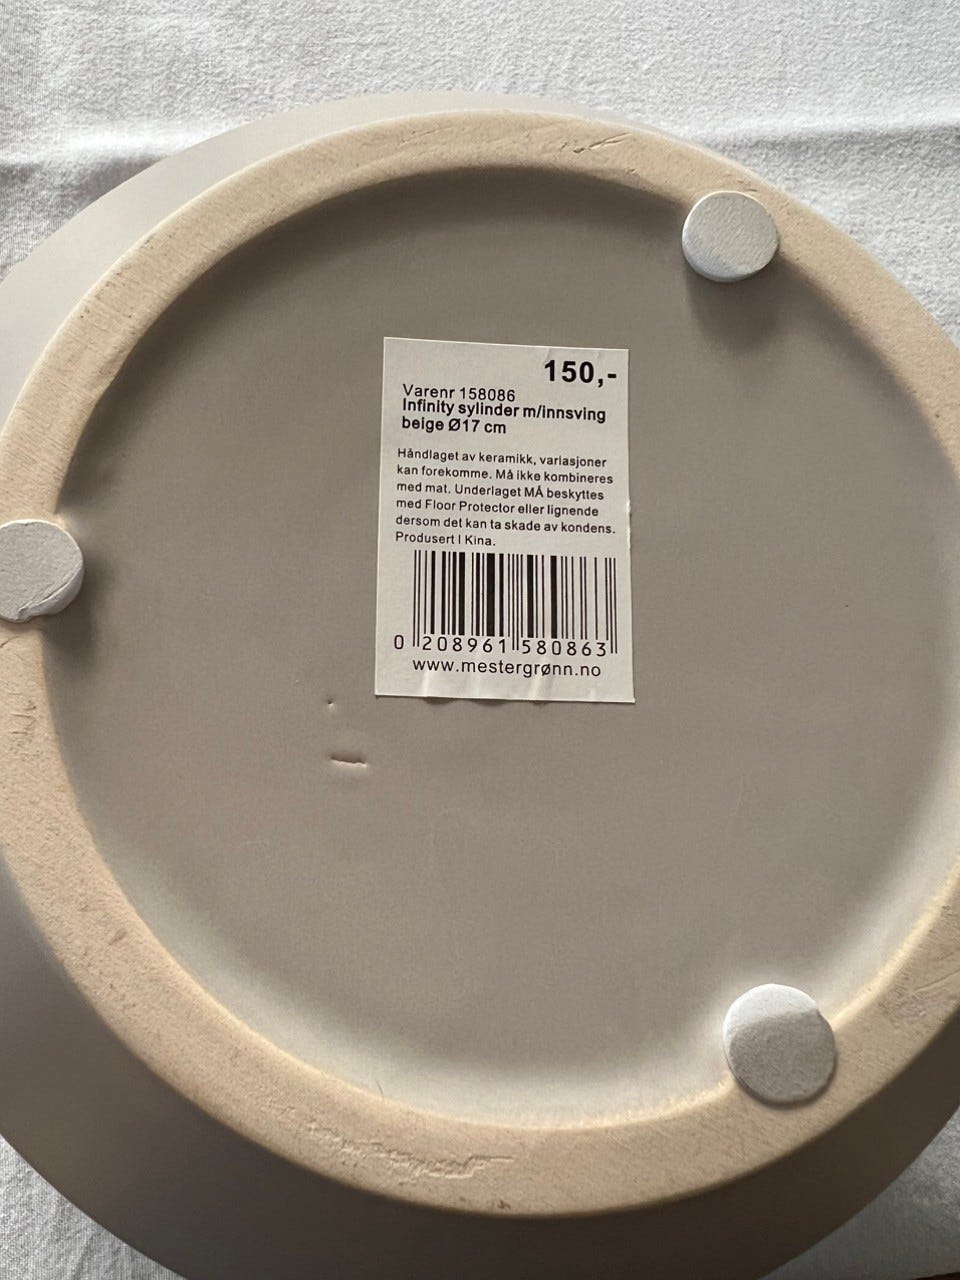 150,-
Varenr 158086
Infinity sylinder m/innsving
beige Ø17 cm
Håndlaget av keramikk, variasjoner
kan forekomme. Må ikke kombineres
med mat. Underlaget MÅ beskyttes
med Floor Protector eller lignende
dersom det kan ta skade av kondens.
Produsert I Kina.
0 208961 580863
www.mestergrønn.no